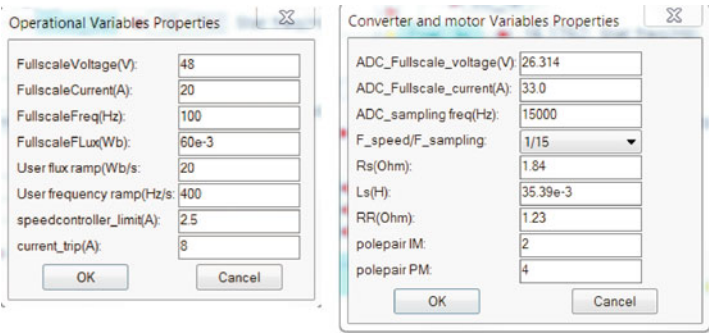 Operational Variables Properties
FullscaleVoltage(V): 48
FullscaleCurrent(A): 20
FullscaleFreq(Hz): 100
FullscaleFLux(Wb): 60e-3
User flux ramp(Wb/s: 20
User frequency ramp(Hz/s: 400
speedcontroller_limit(A): 2.5
current_trip(A): 8
OK Cancel
Converter and motor Variables Properties
ADC_Fullscale_voltage(V): 26.314
ADC_Fullscale_current(A): 33.0
ADC_sampling freq(Hz): 15000
F_speed/F_sampling: 1/15
Rs(Ohm): 1.84
Ls(H): 35.39e-3
RR(Ohm): 1.23
polepair IM: 2
polepair PM: 4
OK Cancel